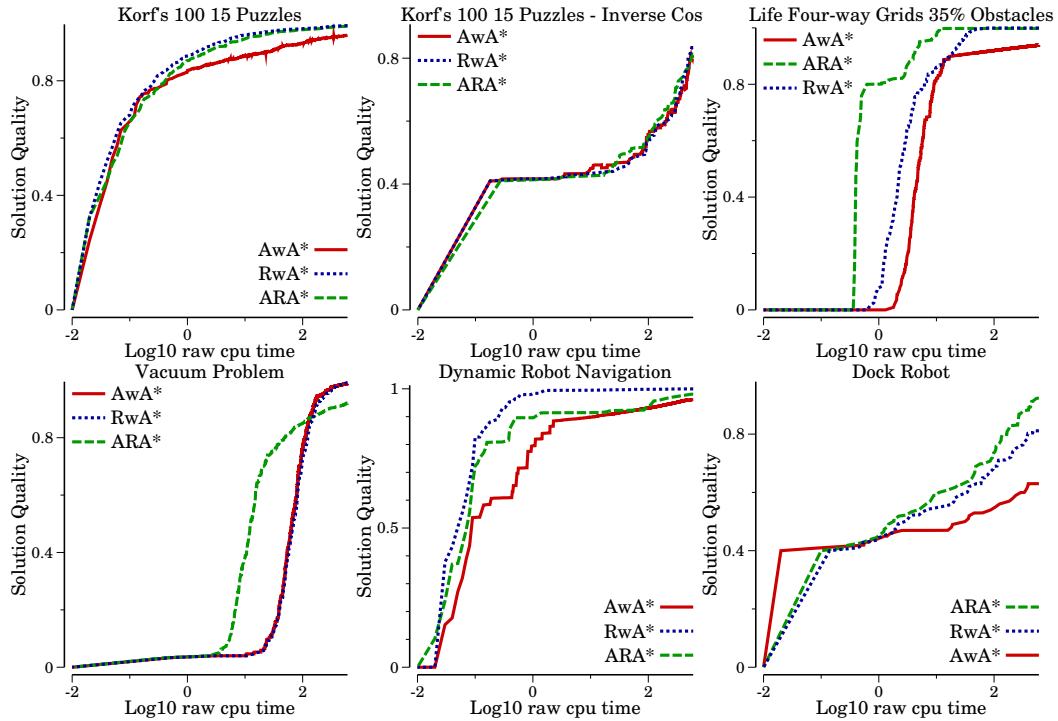 Korf's 100 15 Puzzles
Solution Quality
0.8
0.4
0
-2
0
2
Log10 raw cpu time
AwA*
RwA*
ARA*
Korf's 100 15 Puzzles - Inverse Cos
Solution Quality
0.8
0.4
0
-2
0
2
Log10 raw cpu time
AwA*
RwA*
ARA*
Life Four-way Grids 35% Obstacles
Solution Quality
0.8
0.4
0
-2
0
2
Log10 raw cpu time
AwA*
ARA*
RwA*
Vacuum Problem
Solution Quality
0.8
0.4
0
-2
0
2
Log10 raw cpu time
AwA*
RwA*
ARA*
Dynamic Robot Navigation
Solution Quality
1
0.5
0
-2
0
2
Log10 raw cpu time
AwA*
RwA*
ARA*
Dock Robot
Solution Quality
0.8
0.4
0
-2
0
2
Log10 raw cpu time
ARA*
RwA*
AwA*